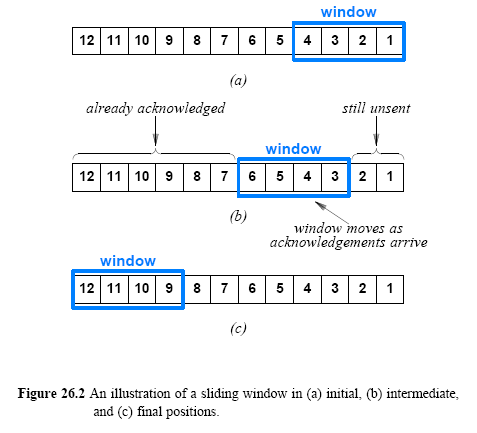 window
12 11 10 9 8 7 6 5 4 3 2 1
(a)
already acknowledged
still unsent
window
12 11 10 9 8 7 6 5 4 3 2 1
(b)
window moves as
acknowledgements arrive
window
12 11 10 9 8 7 6 5 4 3 2 1
(c)
Figure 26.2 An illustration of a sliding window in (a) initial, (b) intermediate,
and (c) final positions.